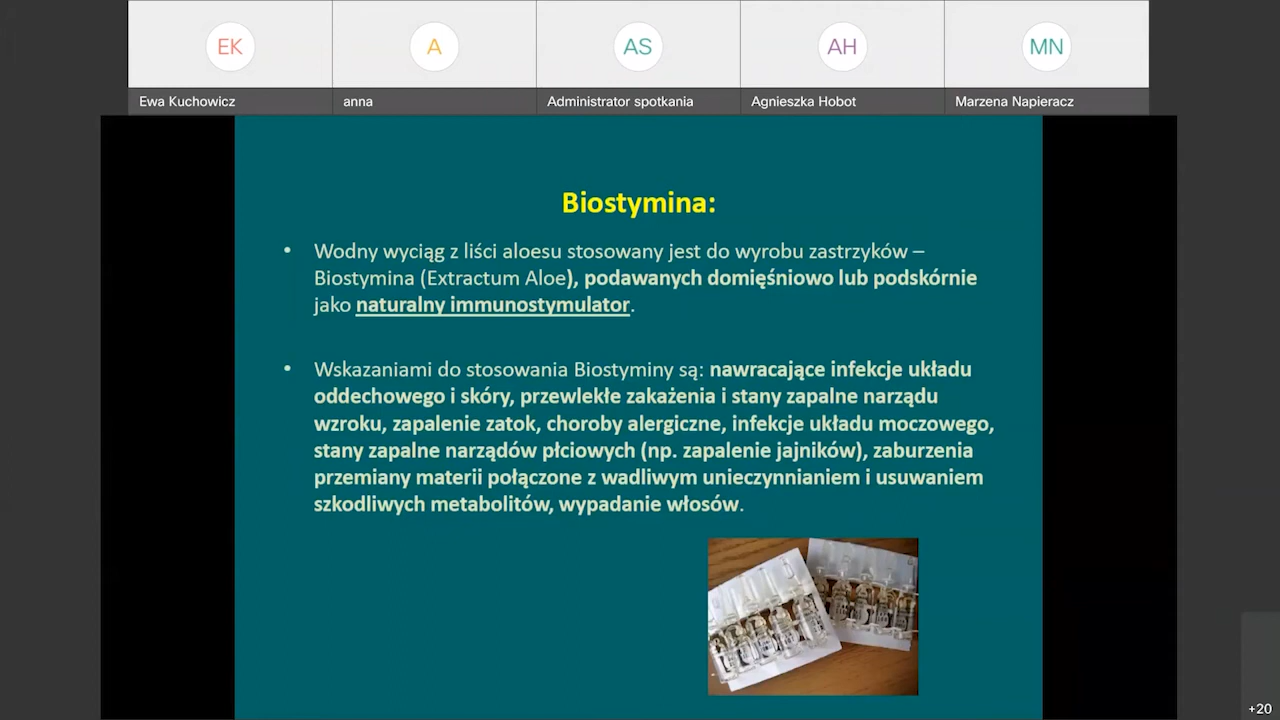 EK
A
AS
AH
MN
Ewa Kuchowicz
anna
Administrator spotkania
Agnieszka Hobot
Marzena Napieracz
Biostymina:
• Wodny wyciąg z liści aloesu stosowany jest do wyrobu zastrzyków –
Biostymina (Extractum Aloe), podawanych domięśniowo lub podskórnie
jako naturalny immunostymulator.
• Wskazaniami do stosowania Biostyminy są: nawracające infekcje układu
oddechowego i skóry, przewlekłe zakażenia i stany zapalne narządu
wzroku, zapalenie zatok, choroby alergiczne, infekcje układu moczowego,
stany zapalne narządów płciowych (np. zapalenie jajników), zaburzenia
przemiany materii połączone z wadliwym unieczynnianiem i usuwaniem
szkodliwych metabolitów, wypadanie włosów.
+20